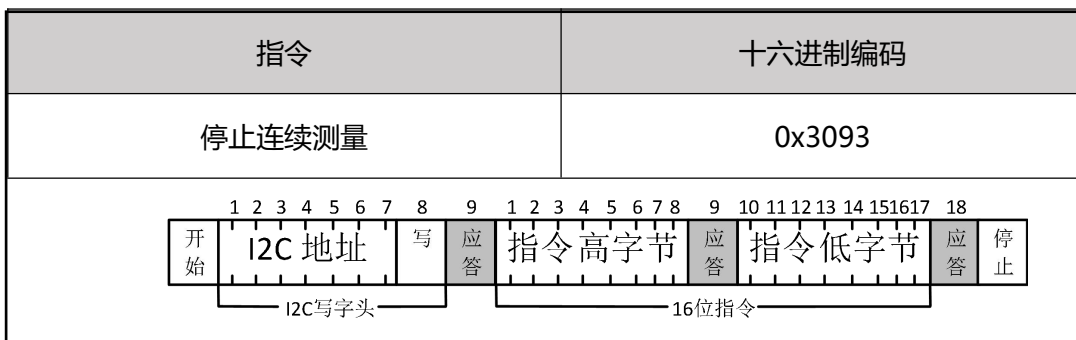 指令 十六进制编码
停止连续测量 0x3093
1 2 3 4 5 6 7 8 9 1 2 3 4 5 6 7 8 9 10 11 12 13 14 15 16 17 18
开始 I2C 地址 写 应答 指令高字节 应答 指令低字节 应答 停止
I2C写字头 16位指令